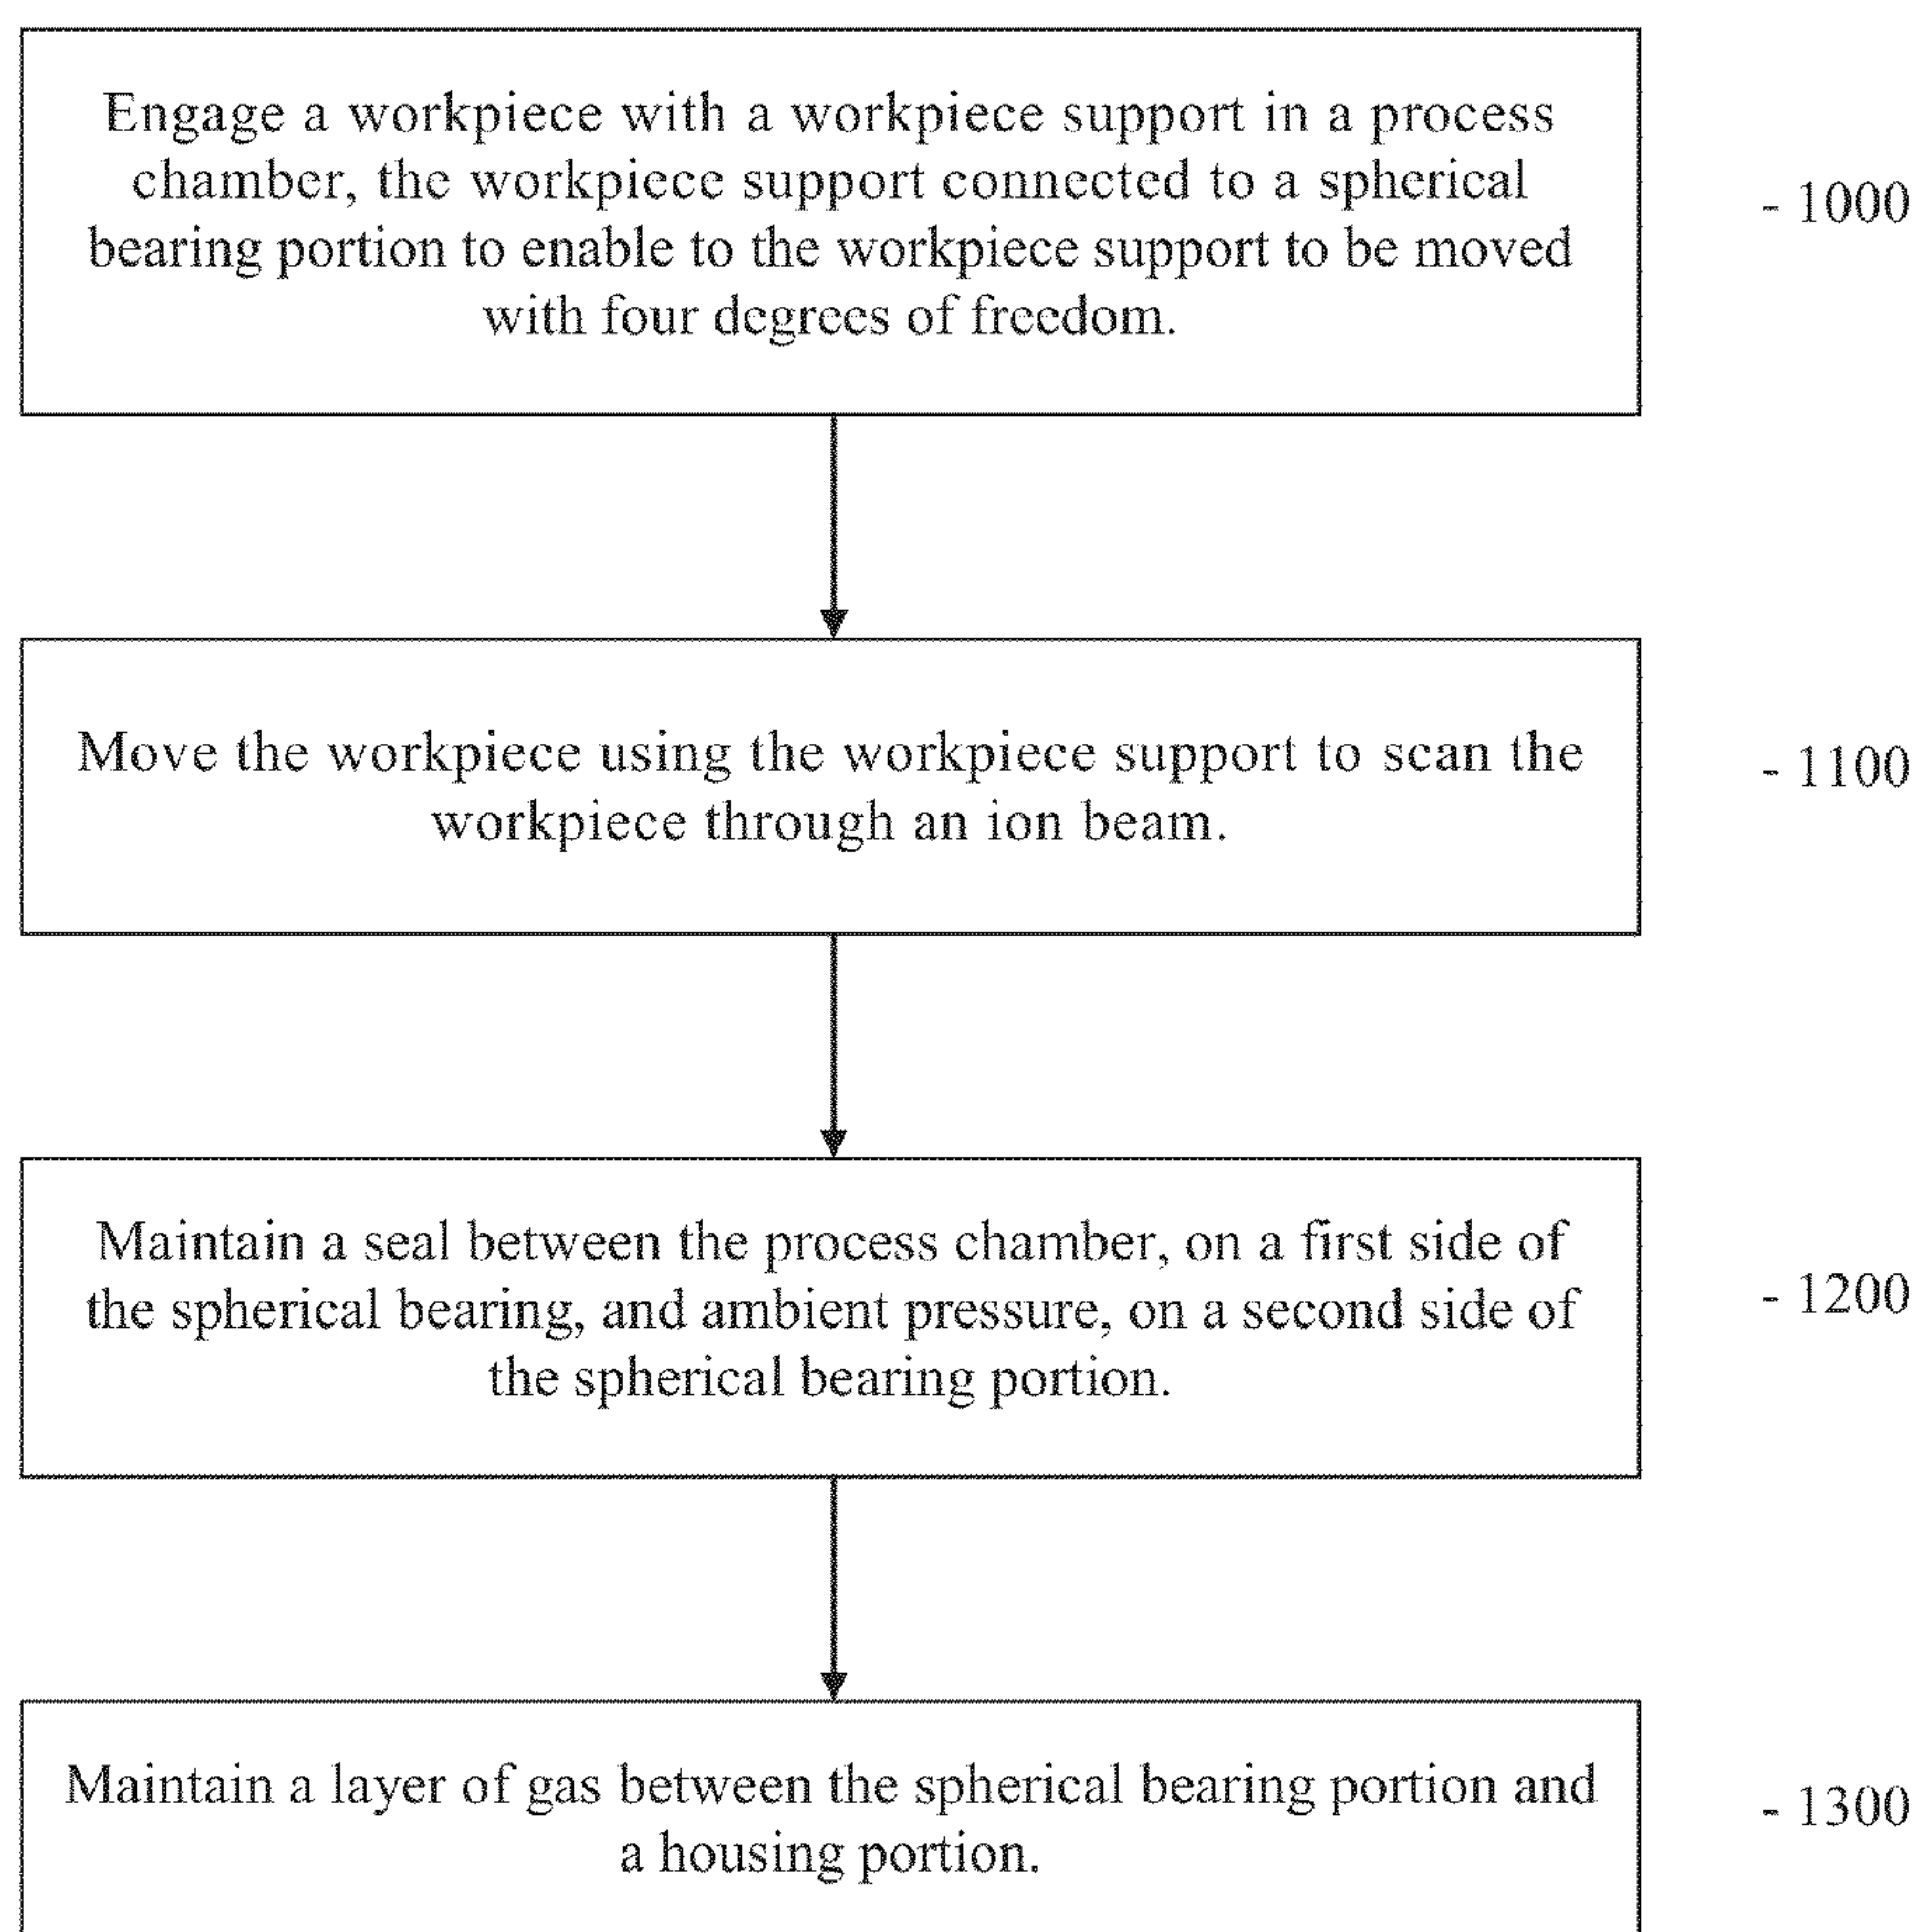 Engage a workpiece with a workpiece support in a process
chamber, the workpiece support connected to a spherical
bearing portion to enable to the workpiece support to be moved
with four degrees of freedom.
- 1000
Move the workpiece using the workpiece support to scan the
workpiece through an ion beam.
- 1100
Maintain a seal between the process chamber, on a first side of
the spherical bearing, and ambient pressure, on a second side of
the spherical bearing portion.
- 1200
Maintain a layer of gas between the spherical bearing portion and
a housing portion.
- 1300